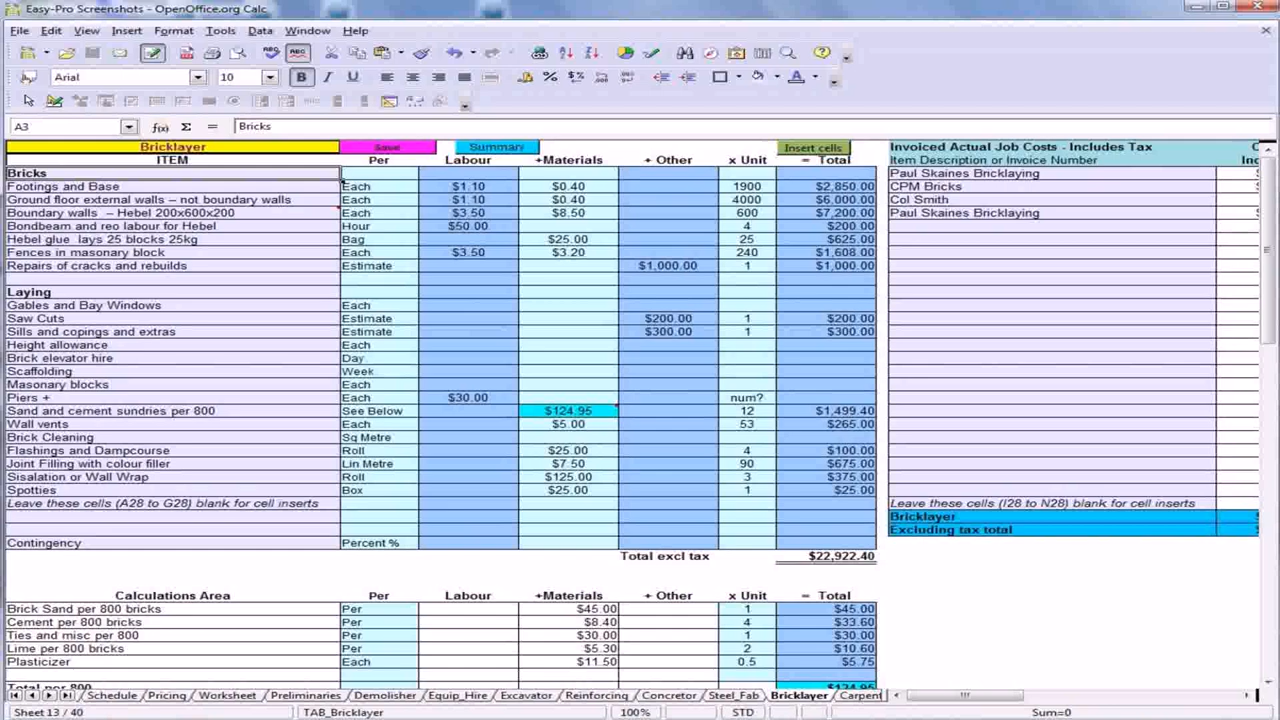 Easy-Pro Screenshots - OpenOffice.org Calc
File Edit View Insert Format Tools Data Window Help
Arial 10 B I U
A3 f(x) Σ = Bricks
Bricklayer Save Summary Insert cells Invoiced Actual Job Costs - Includes Tax
ITEM Per Labour +Materials + Other x Unit = Total Item Description or Invoice Number
Bricks Paul Skaines Bricklaying
Footings and Base Each $1.10 $0.40 1900 $2,850.00 CPM Bricks
Ground floor external walls – not boundary walls Each $1.10 $0.40 4000 $6,000.00 Col Smith
Boundary walls – Hebel 200x600x200 Each $3.50 $8.50 600 $7,200.00 Paul Skaines Bricklaying
Bondbeam and reo labour for Hebel Hour $50.00 4 $200.00
Hebel glue lays 25 blocks 25kg Bag $25.00 25 $625.00
Fences in masonary block Each $3.50 $3.20 240 $1,608.00
Repairs of cracks and rebuilds Estimate $1,000.00 1 $1,000.00
Laying
Gables and Bay Windows Each
Saw Cuts Estimate $200.00 1 $200.00
Sills and copings and extras Estimate $300.00 1 $300.00
Height allowance Each
Brick elevator hire Day
Scaffolding Week
Masonary blocks Each
Piers + Each $30.00 num?
Sand and cement sundries per 800 See Below $124.95 12 $1,499.40
Wall vents Each $5.00 53 $265.00
Brick Cleaning Sq Metre
Flashings and Dampcourse Roll $25.00 4 $100.00
Joint Filling with colour filler Lin Metre $7.50 90 $675.00
Sisalation or Wall Wrap Roll $125.00 3 $375.00
Spotties Box $25.00 1 $25.00
Leave these cells (A28 to G28) blank for cell inserts Leave these cells (I28 to N28) blank for cell inserts
Bricklayer
Excluding tax total
Contingency Percent %
Total excl tax $22,922.40
Calculations Area Per Labour +Materials + Other x Unit = Total
Brick Sand per 800 bricks Per $45.00 1 $45.00
Cement per 800 bricks Per $8.40 4 $33.60
Ties and misc per 800 Per $30.00 1 $30.00
Lime per 800 bricks Per $5.30 2 $10.60
Plasticizer Each $11.50 0.5 $5.75
Total per 800 $124.95
Schedule Pricing Worksheet Preliminaries Demolisher Equip_Hire Excavator Reinforcing Concretor Steel_Fab Bricklayer Carpent
Sheet 13 / 40 TAB_Bricklayer 100% STD Sum=0